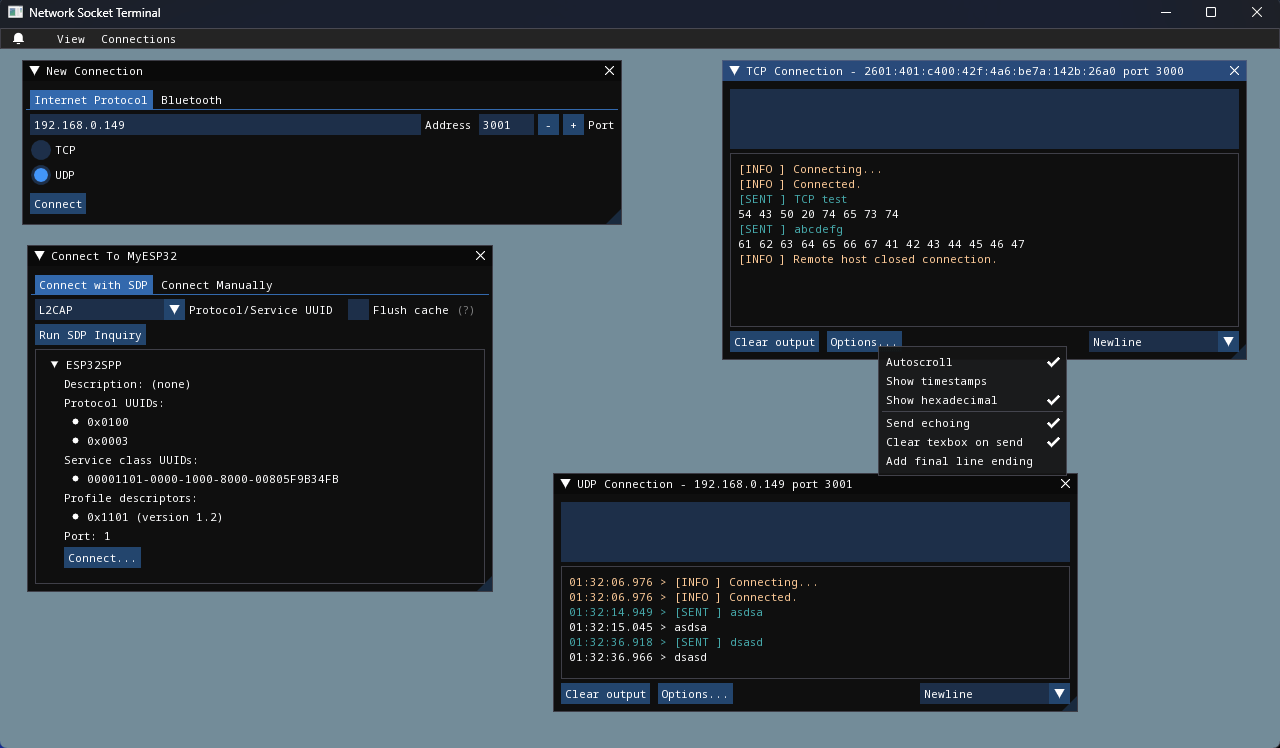 Network Socket Terminal
View Connections
New Connection
Internet Protocol Bluetooth
192.168.0.149 Address 3001 - + Port
TCP
UDP
Connect
Connect To MyESP32
Connect with SDP Connect Manually
L2CAP Protocol/Service UUID Flush cache (?)
Run SDP Inquiry
ESP32SPP
Description: (none)
Protocol UUIDs:
0x0100
0x0003
Service class UUIDs:
00001101-0000-1000-8000-00805F9B34FB
Profile descriptors:
0x1101 (version 1.2)
Port: 1
Connect...
TCP Connection - 2601:401:c400:42f:4a6:be7a:142b:26a0 port 3000
[INFO ] Connecting...
[INFO ] Connected.
[SENT ] TCP test
54 43 50 20 74 65 73 74
[SENT ] abcdefg
61 62 63 64 65 66 67 41 42 43 44 45 46 47
[INFO ] Remote host closed connection.
Clear output Options... Newline
Autoscroll
Show timestamps
Show hexadecimal
Send echoing
Clear texbox on send
Add final line ending
UDP Connection - 192.168.0.149 port 3001
01:32:06.976 > [INFO ] Connecting...
01:32:06.976 > [INFO ] Connected.
01:32:14.949 > [SENT ] asdsa
01:32:15.045 > asdsa
01:32:36.918 > [SENT ] dsasd
01:32:36.966 > dsasd
Clear output Options... Newline